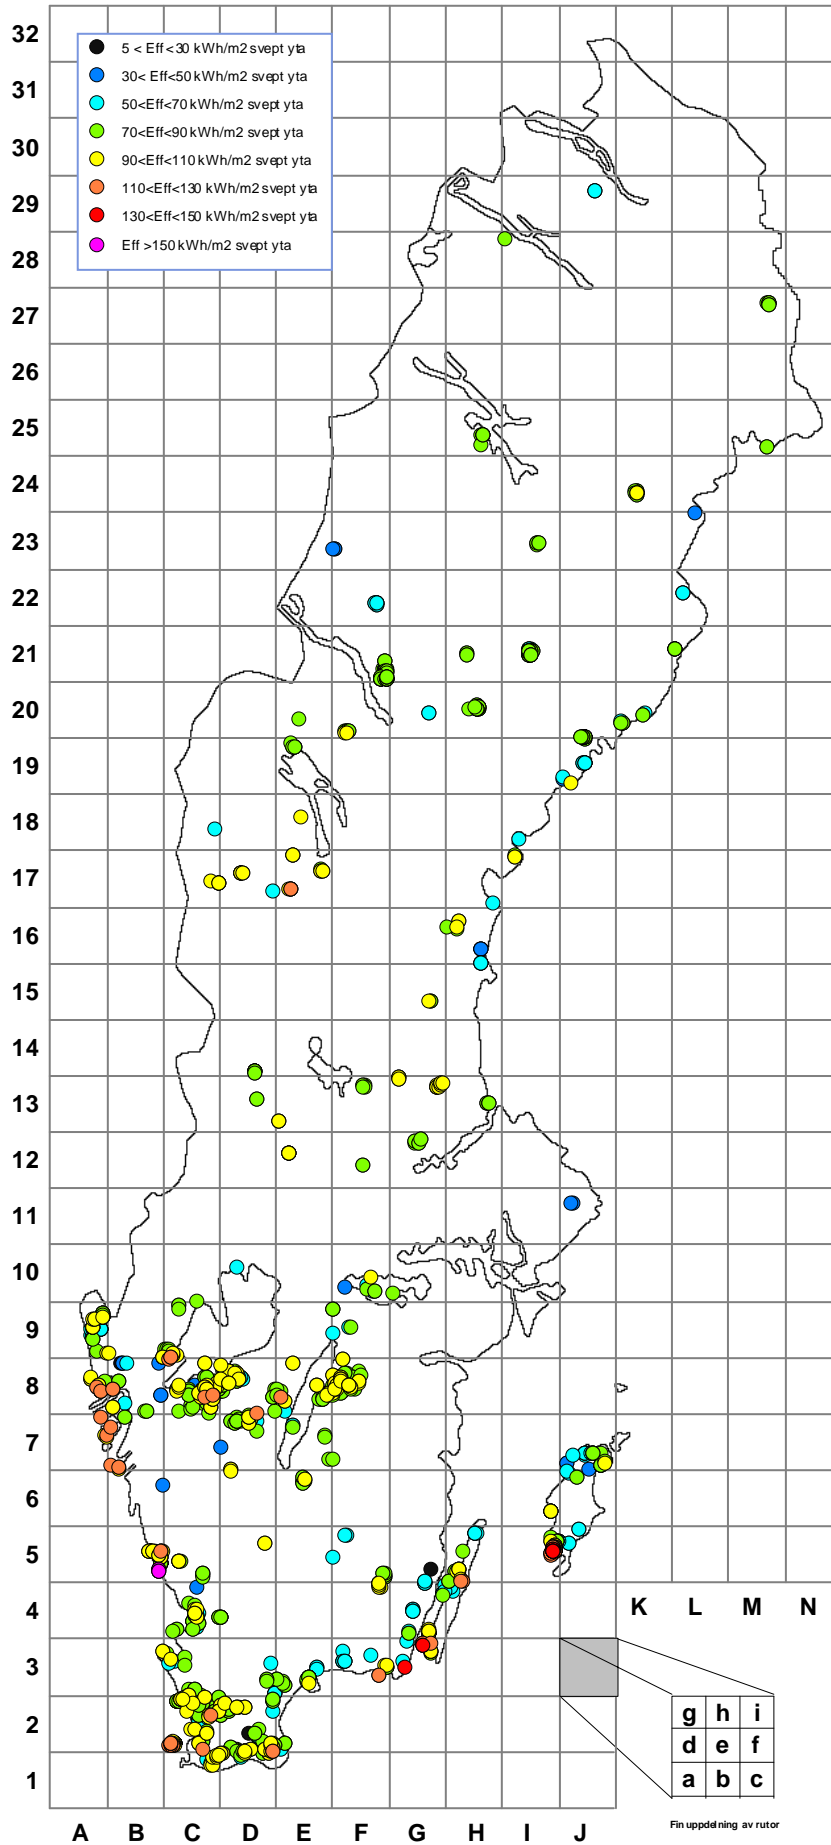 32
5 < Eff<30 kWh/m2 svept yta
30< Eff<50 kWh/m2 svept yta
50<Eff<70 kWh/m2 svept yta
70<Eff<90 kWh/m2 svept yta
90<Eff<110 kWh/m2 svept yta
110<Eff<130 kWh/m2 svept yta
130<Eff<150 kWh/m2 svept yta
Eff >150 kWh/m2 svept yta
31
30
29
28
27
26
25
24
23
22
21
20
19
18
17
16
15
14
13
12
11
10
9
8
7
6
5
4
K L M N
3
g h i
d e f
a b c
2
1
Fin uppdelning av rutor
A B C D E F G H I J